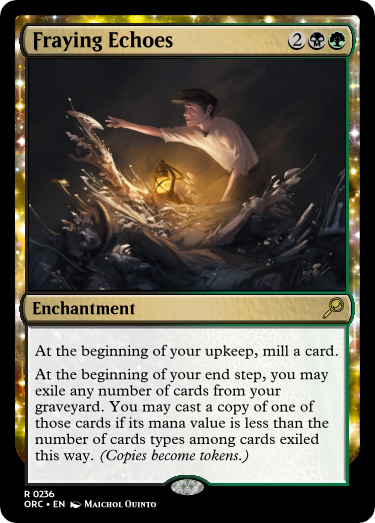 Fraying Echoes 2
Enchantment
At the beginning of your upkeep, mill a card.
At the beginning of your end step, you may
exile any number of cards from your
graveyard. You may cast a copy of one of
those cards if its mana value is less than the
number of cards types among cards exiled
this way. (Copies become tokens.)
R 0236
ORC • EN Maichol Quinto